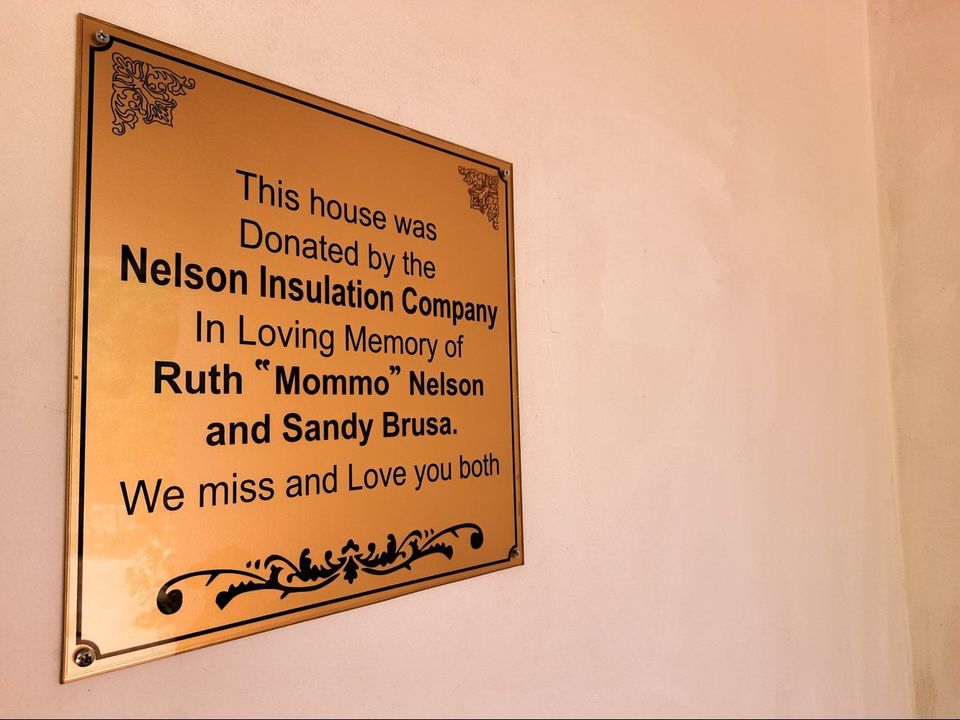 This house was
Donated by the
Nelson Insulation Company
In Loving Memory of
Ruth “Mommo” Nelson
and Sandy Brusa.
We miss and Love you both